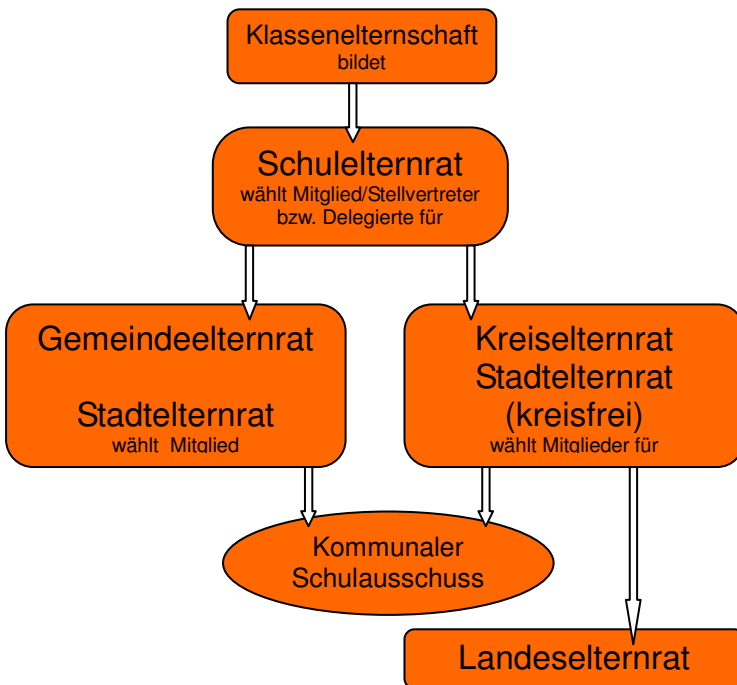 Klassenelternschaft
bildet
Schulelternrat
wählt Mitglied/Stellvertreter
bzw. Delegierte für
Gemeindeelternrat
Stadtelternrat
wählt Mitglied
Kreiselternrat
Stadtelternrat
(kreisfrei)
wählt Mitglieder für
Kommunaler
Schulausschuss
Landeselternrat